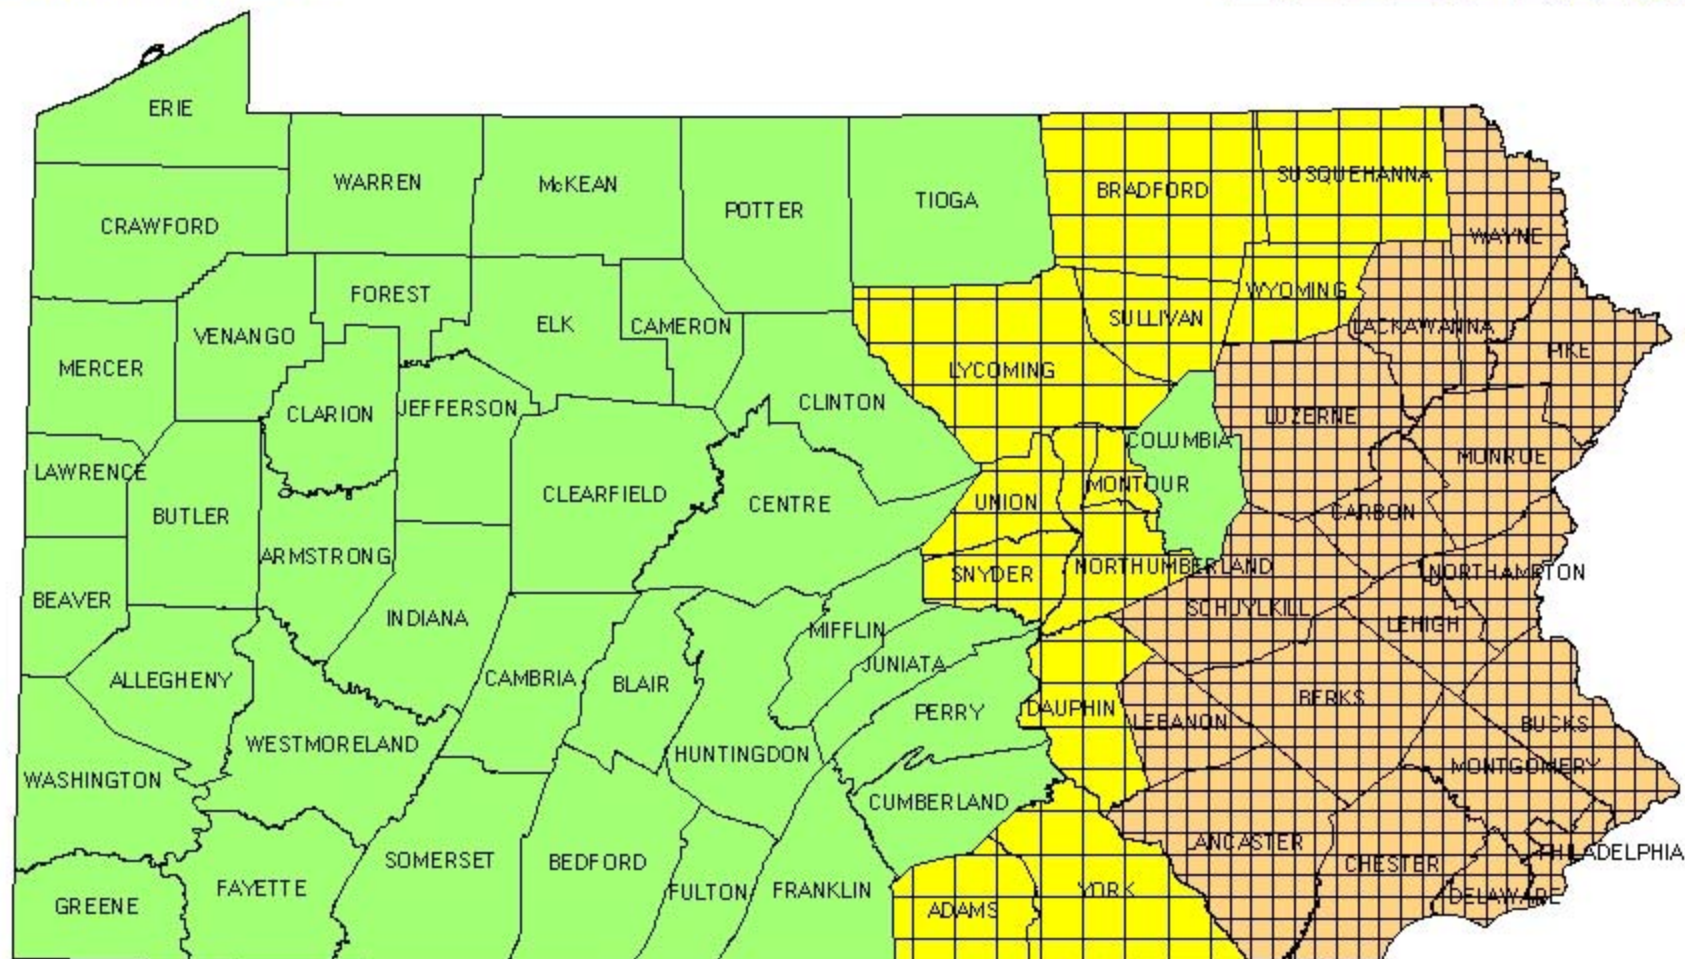 ERIE
WARREN
McKEAN
POTTER
TIOGA
BRADFORD
SUSQUEHANNA
WAYNE
CRAWFORD
FOREST
ELK
CAMERON
VENANGO
MERCER
CLARION
JEFFERSON
CLINTON
LYCOMING
SULLIVAN
WYOMING
LACKAWANNA
PIKE
LUZERNE
COLUMBIA
MONROE
LAWRENCE
BUTLER
CLEARFIELD
CENTRE
UNION
MONTOUR
CARBON
ARMSTRONG
SNYDER
NORTHUMBERLAND
NORTHAMPTON
BEAVER
INDIANA
MIFFLIN
SCHUYLKILL
LEHIGH
ALLEGHENY
CAMBRIA
BLAIR
JUNIATA
PERRY
DAUPHIN
LEBANON
BERKS
BUCKS
WESTMORELAND
HUNTINGDON
WASHINGTON
CUMBERLAND
MONTGOMERY
LANCASTER
CHESTER
PHILADELPHIA
SOMERSET
BEDFORD
FULTON
FRANKLIN
ADAMS
YORK
DELAWARE
GREENE
FAYETTE